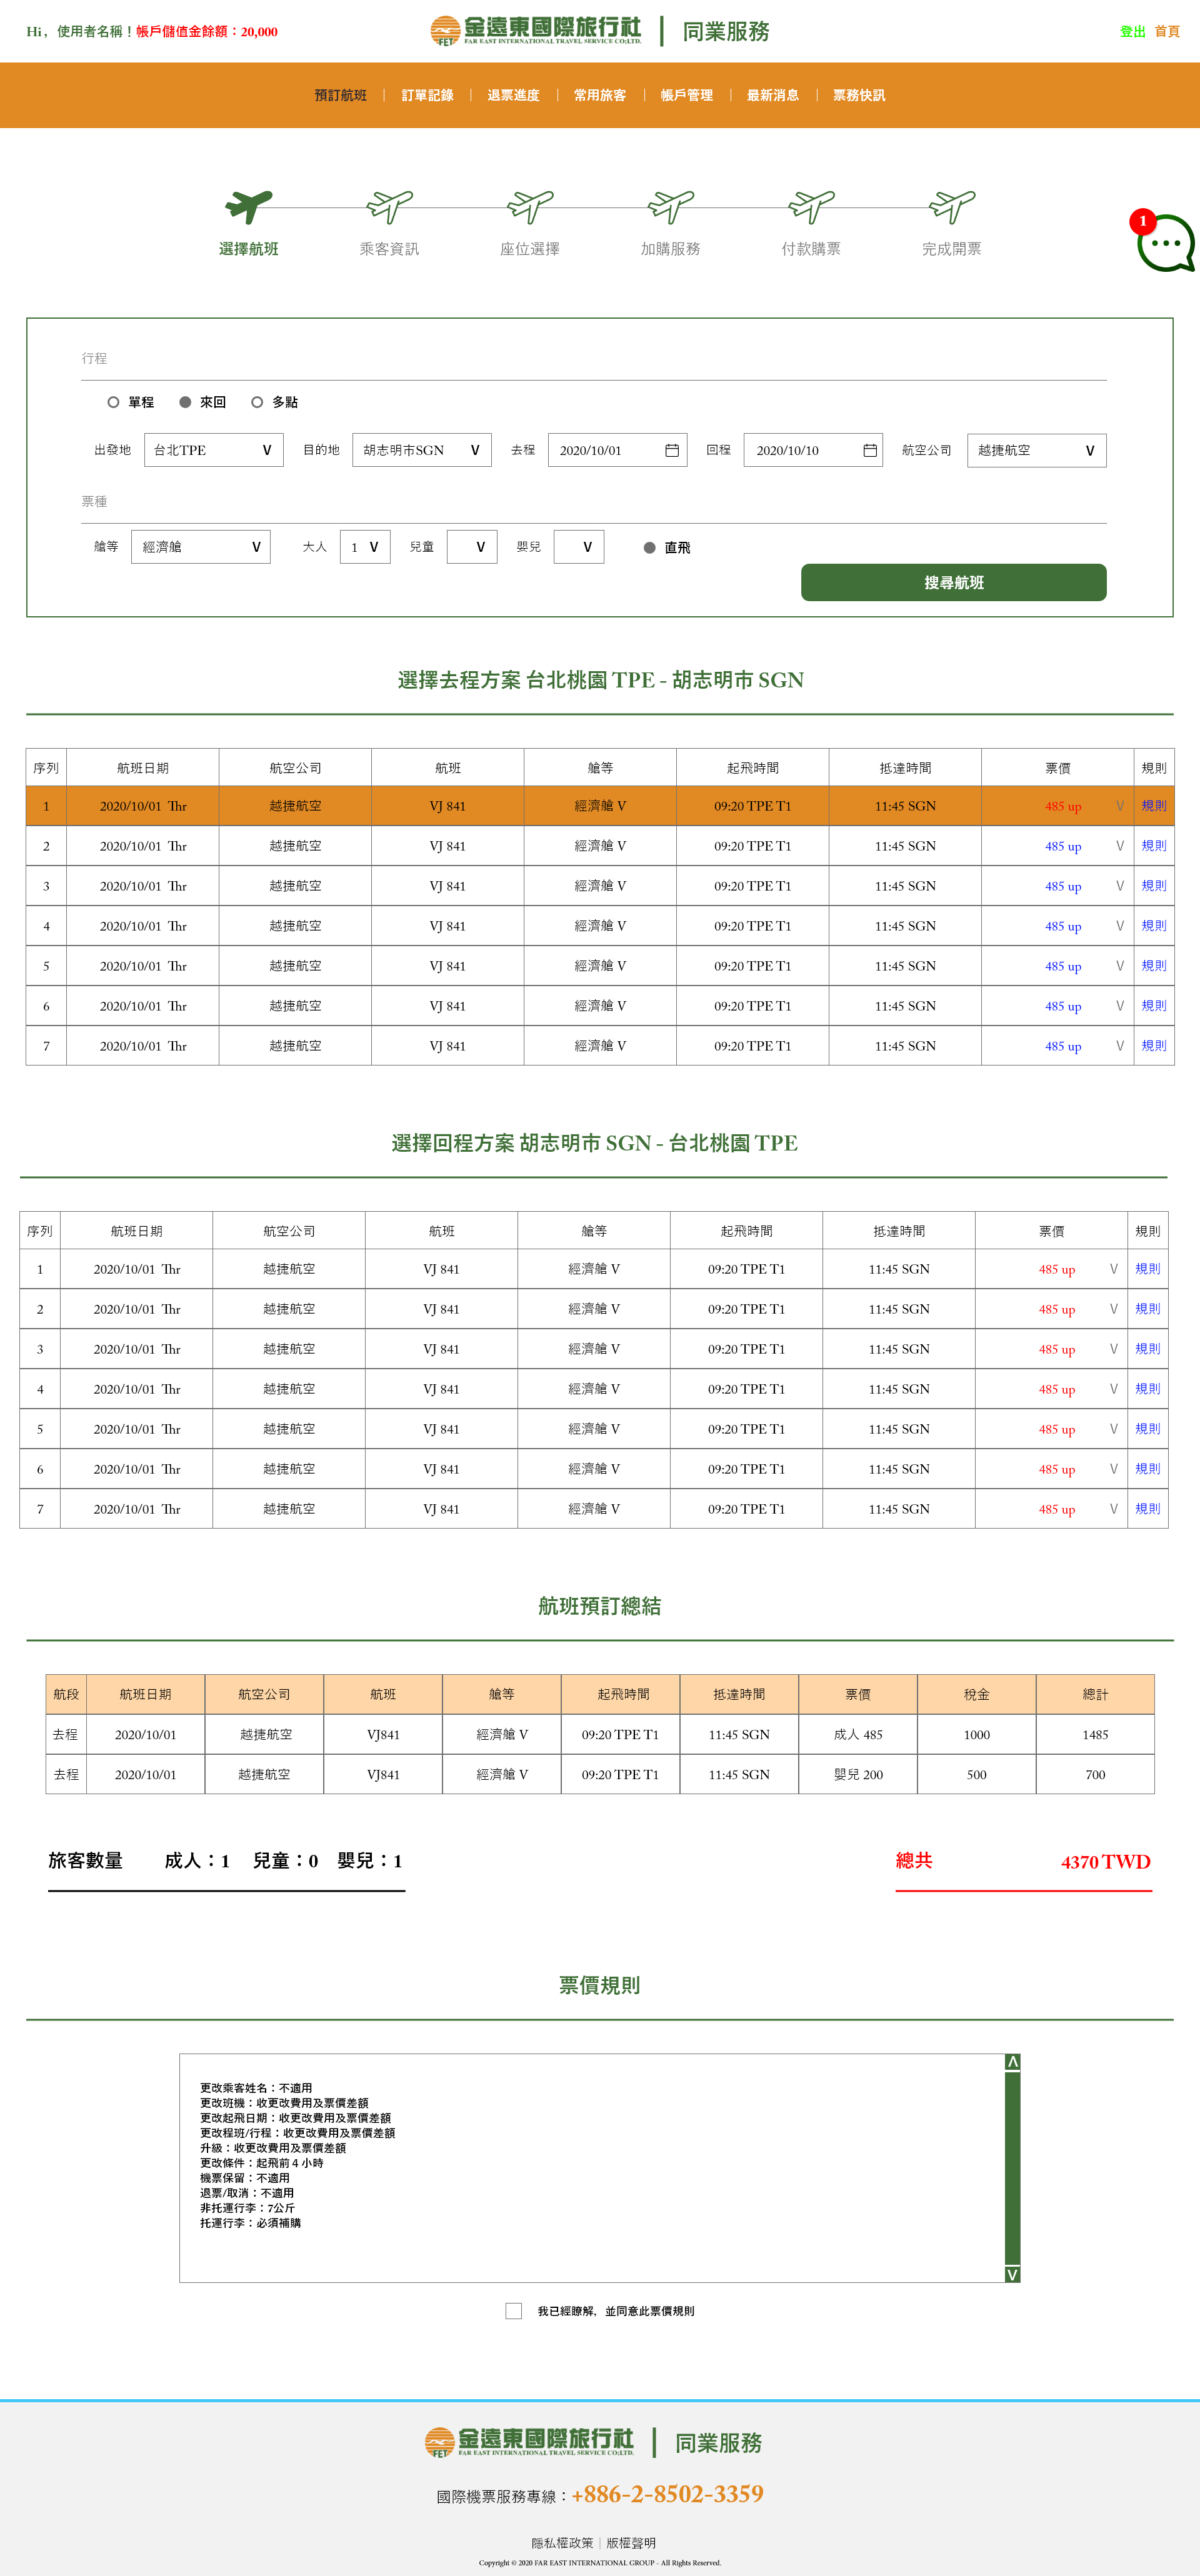 Hi，使用者名稱！帳戶儲值金餘額：20,000
金遠東國際旅行社
FAR EAST INTERNATIONAL TRAVEL SERVICE CO;LTD.
FET
同業服務
登出 首頁
預訂航班 訂單記錄 退票進度 常用旅客 帳戶管理 最新消息 票務快訊
選擇航班 乘客資訊 座位選擇 加購服務 付款購票 完成開票
1
行程
單程 來回 多點
出發地 台北TPE V 目的地 胡志明市SGN V 去程 2020/10/01 回程 2020/10/10 航空公司 越捷航空 V
票種
艙等 經濟艙 V 大人 1 V 兒童 V 嬰兒 V 直飛
搜尋航班
選擇去程方案 台北桃園 TPE - 胡志明市 SGN
序列 航班日期 航空公司 航班 艙等 起飛時間 抵達時間 票價 規則
1 2020/10/01 Thr 越捷航空 VJ 841 經濟艙 V 09:20 TPE T1 11:45 SGN 485 up V 規則
2 2020/10/01 Thr 越捷航空 VJ 841 經濟艙 V 09:20 TPE T1 11:45 SGN 485 up V 規則
3 2020/10/01 Thr 越捷航空 VJ 841 經濟艙 V 09:20 TPE T1 11:45 SGN 485 up V 規則
4 2020/10/01 Thr 越捷航空 VJ 841 經濟艙 V 09:20 TPE T1 11:45 SGN 485 up V 規則
5 2020/10/01 Thr 越捷航空 VJ 841 經濟艙 V 09:20 TPE T1 11:45 SGN 485 up V 規則
6 2020/10/01 Thr 越捷航空 VJ 841 經濟艙 V 09:20 TPE T1 11:45 SGN 485 up V 規則
7 2020/10/01 Thr 越捷航空 VJ 841 經濟艙 V 09:20 TPE T1 11:45 SGN 485 up V 規則
選擇回程方案 胡志明市 SGN - 台北桃園 TPE
序列 航班日期 航空公司 航班 艙等 起飛時間 抵達時間 票價 規則
1 2020/10/01 Thr 越捷航空 VJ 841 經濟艙 V 09:20 TPE T1 11:45 SGN 485 up V 規則
2 2020/10/01 Thr 越捷航空 VJ 841 經濟艙 V 09:20 TPE T1 11:45 SGN 485 up V 規則
3 2020/10/01 Thr 越捷航空 VJ 841 經濟艙 V 09:20 TPE T1 11:45 SGN 485 up V 規則
4 2020/10/01 Thr 越捷航空 VJ 841 經濟艙 V 09:20 TPE T1 11:45 SGN 485 up V 規則
5 2020/10/01 Thr 越捷航空 VJ 841 經濟艙 V 09:20 TPE T1 11:45 SGN 485 up V 規則
6 2020/10/01 Thr 越捷航空 VJ 841 經濟艙 V 09:20 TPE T1 11:45 SGN 485 up V 規則
7 2020/10/01 Thr 越捷航空 VJ 841 經濟艙 V 09:20 TPE T1 11:45 SGN 485 up V 規則
航班預訂總結
航段 航班日期 航空公司 航班 艙等 起飛時間 抵達時間 票價 稅金 總計
去程 2020/10/01 越捷航空 VJ841 經濟艙 V 09:20 TPE T1 11:45 SGN 成人 485 1000 1485
去程 2020/10/01 越捷航空 VJ841 經濟艙 V 09:20 TPE T1 11:45 SGN 嬰兒 200 500 700
旅客數量 成人：1 兒童：0 嬰兒：1 總共 4370 TWD
票價規則
更改乘客姓名：不適用
更改班機：收更改費用及票價差額
更改起飛日期：收更改費用及票價差額
更改程班/行程：收更改費用及票價差額
升級：收更改費用及票價差額
更改條件：起飛前 4 小時
機票保留：不適用
退票/取消：不適用
非托運行李：7公斤
托運行李：必須補購
我已經瞭解，並同意此票價規則
金遠東國際旅行社
FAR EAST INTERNATIONAL TRAVEL SERVICE CO;LTD.
FET
同業服務
國際機票服務專線：+886-2-8502-3359
隱私權政策｜版權聲明
Copyright © 2020 FAR EAST INTERNATIONAL GROUP - All Rights Reserved.